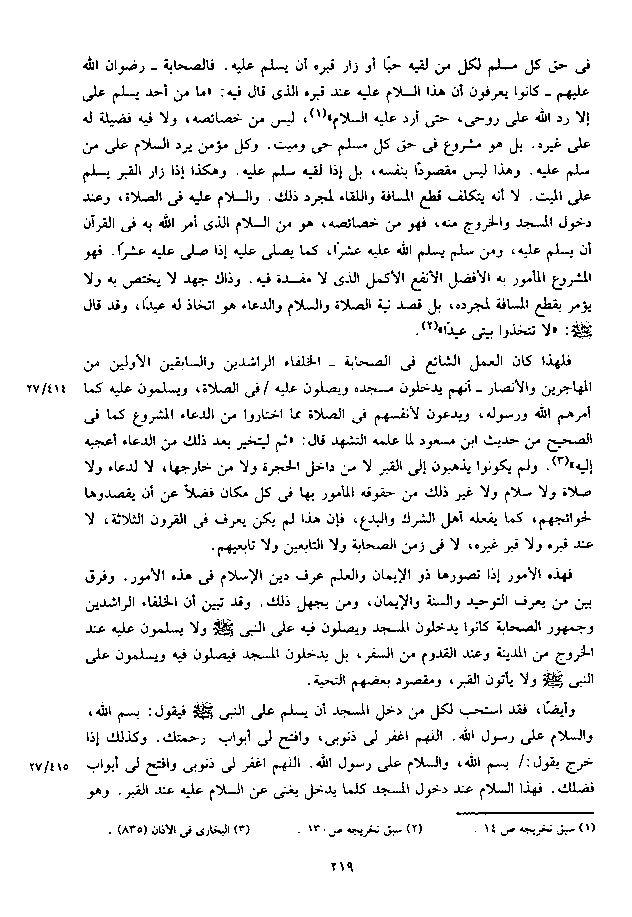 فى حق كل مسلم لكل من لقيه حيًا أو زار قبره أن يسلم عليه. فالصحابة ـ رضوان الله
عليهم ـ كانوا يعرفون أن هذا السلام عليه عند قبره الذى قال فيه: «ما من أحد يسلم على
إلا رد الله على روحى، حتى أرد عليه السلام»(١)، ليس من خصائصه، ولا فيه فضيلة له
على غيره. بل هو مشروع فى حق كل مسلم حى وميت. وكل مؤمن يرد السلام على من
سلم عليه. وهذا ليس مقصودًا بنفسه، بل إذا لقيه سلم عليه. وهكذا إذا زار القبر يسلم
على الميت. لا أنه يتكلف قطع المسافة واللقاء لمجرد ذلك. والسلام عليه فى الصلاة، وعند
دخول المسجد والخروج منه، فهو من خصائصه، هو من السلام الذى أمر الله به فى القرآن
أن يسلم عليه، ومن سلم يسلم الله عليه عشرًا، كما يصلى عليه إذا صلى عليه عشرًا. فهو
المشروع المأمور به الأفضل الأنفع الأكمل الذى لا مفسدة فيه. وذاك جهد لا يختص به ولا
يؤمر بقطع المسافة لمجرده، بل قصد نية الصلاة والسلام والدعاء هو اتخاذ له عيدًا، وقد قال
ﷺ: «لا تتخذوا بيتى عيدًا»(٢).
فلهذا كان العمل الشائع فى الصحابة ـ الخلفاء الراشدين والسابقين الأولين من
المهاجرين والأنصار ـ أنهم يدخلون مسجده ويصلون عليه / فى الصلاة، ويسلمون عليه كما ٢٧/٤١٤
أمرهم الله ورسوله، ويدعون لأنفسهم فى الصلاة مما اختاروا من الدعاء المشروع كما فى
الصحيح من حديث ابن مسعود لما علمه التشهد قال: «ثم ليتخير بعد ذلك من الدعاء أعجبه
إليه»(٣). ولم يكونوا يذهبون إلى القبر لا من داخل الحجرة ولا من خارجها، لا لدعاء ولا
صلاة ولا سلام ولا غير ذلك من حقوقه المأمور بها فى كل مكان فضلاً عن أن يقصدوها
لحوائجهم، كما يفعله أهل الشرك والبدع، فإن هذا لم يكن يعرف فى القرون الثلاثة، لا
عند قبره ولا قبر غيره، لا فى زمن الصحابة ولا التابعين ولا تابعيهم.
فهذه الأمور إذا تصورها ذو الإيمان والعلم عرف دين الإسلام فى هذه الأمور. وفرق
بين من يعرف التوحيد والسنة والإيمان، ومن يجهل ذلك. وقد تبين أن الخلفاء الراشدين
وجمهور الصحابة كانوا يدخلون المسجد ويصلون فيه على النبى ﷺ ولا يسلمون عليه عند
الخروج من المدينة وعند القدوم من السفر، بل يدخلون المسجد فيصلون فيه ويسلمون على
النبى ﷺ ولا يأتون القبر، ومقصود بعضهم التحية.
وأيضًا، فقد استحب لكل من دخل المسجد أن يسلم على النبى ﷺ فيقول: بسم الله،
والسلام على رسول الله. اللهم اغفر لى ذنوبى، وافتح لى أبواب رحمتك. وكذلك إذا
خرج يقول:/ بسم الله، والسلام على رسول الله. اللهم اغفر لى ذنوبى وافتح لى أبواب ٢٧/٤١٥
فضلك. فهذا السلام عند دخول المسجد كلما يدخل يغنى عن السلام عليه عند القبر. وهو
(١) سبق تخريجه ص ١٤ . (٢) سبق تخريجه ص ١٣٠ . (٣) البخارى فى الأذان (٨٣٥) .
٢١٩